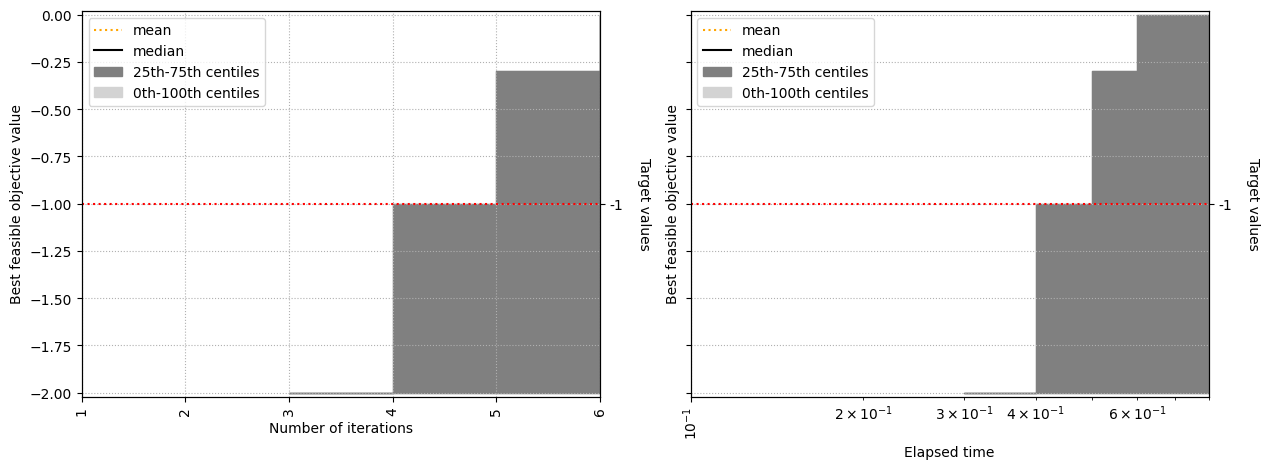 mean
median
25th-75th centiles
0th-100th centiles
0.00
−0.25
−0.50
−0.75
−1.00
−1.25
−1.50
−1.75
−2.00
Best feasible objective value
1
2
3
4
5
6
Number of iterations
-1
Target values
mean
median
25th-75th centiles
0th-100th centiles
Best feasible objective value
10⁻¹
2 × 10⁻¹
3 × 10⁻¹
4 × 10⁻¹
6 × 10⁻¹
Elapsed time
-1
Target values